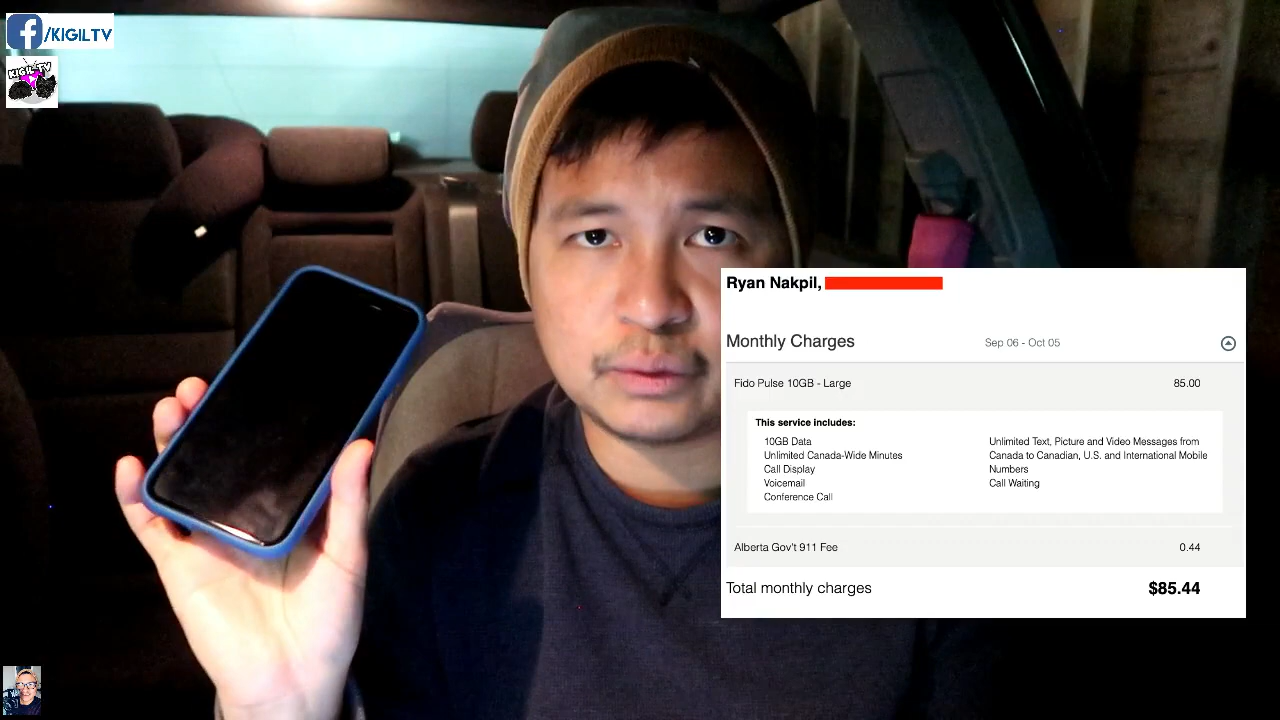 /KIGILTV
KIGIL TV
Ryan Nakpil,
Monthly Charges Sep 06 - Oct 05
Fido Pulse 10GB - Large 85.00
This service includes:
10GB Data
Unlimited Canada-Wide Minutes
Call Display
Voicemail
Conference Call
Unlimited Text, Picture and Video Messages from
Canada to Canadian, U.S. and International Mobile
Numbers
Call Waiting
Alberta Gov't 911 Fee 0.44
Total monthly charges $85.44